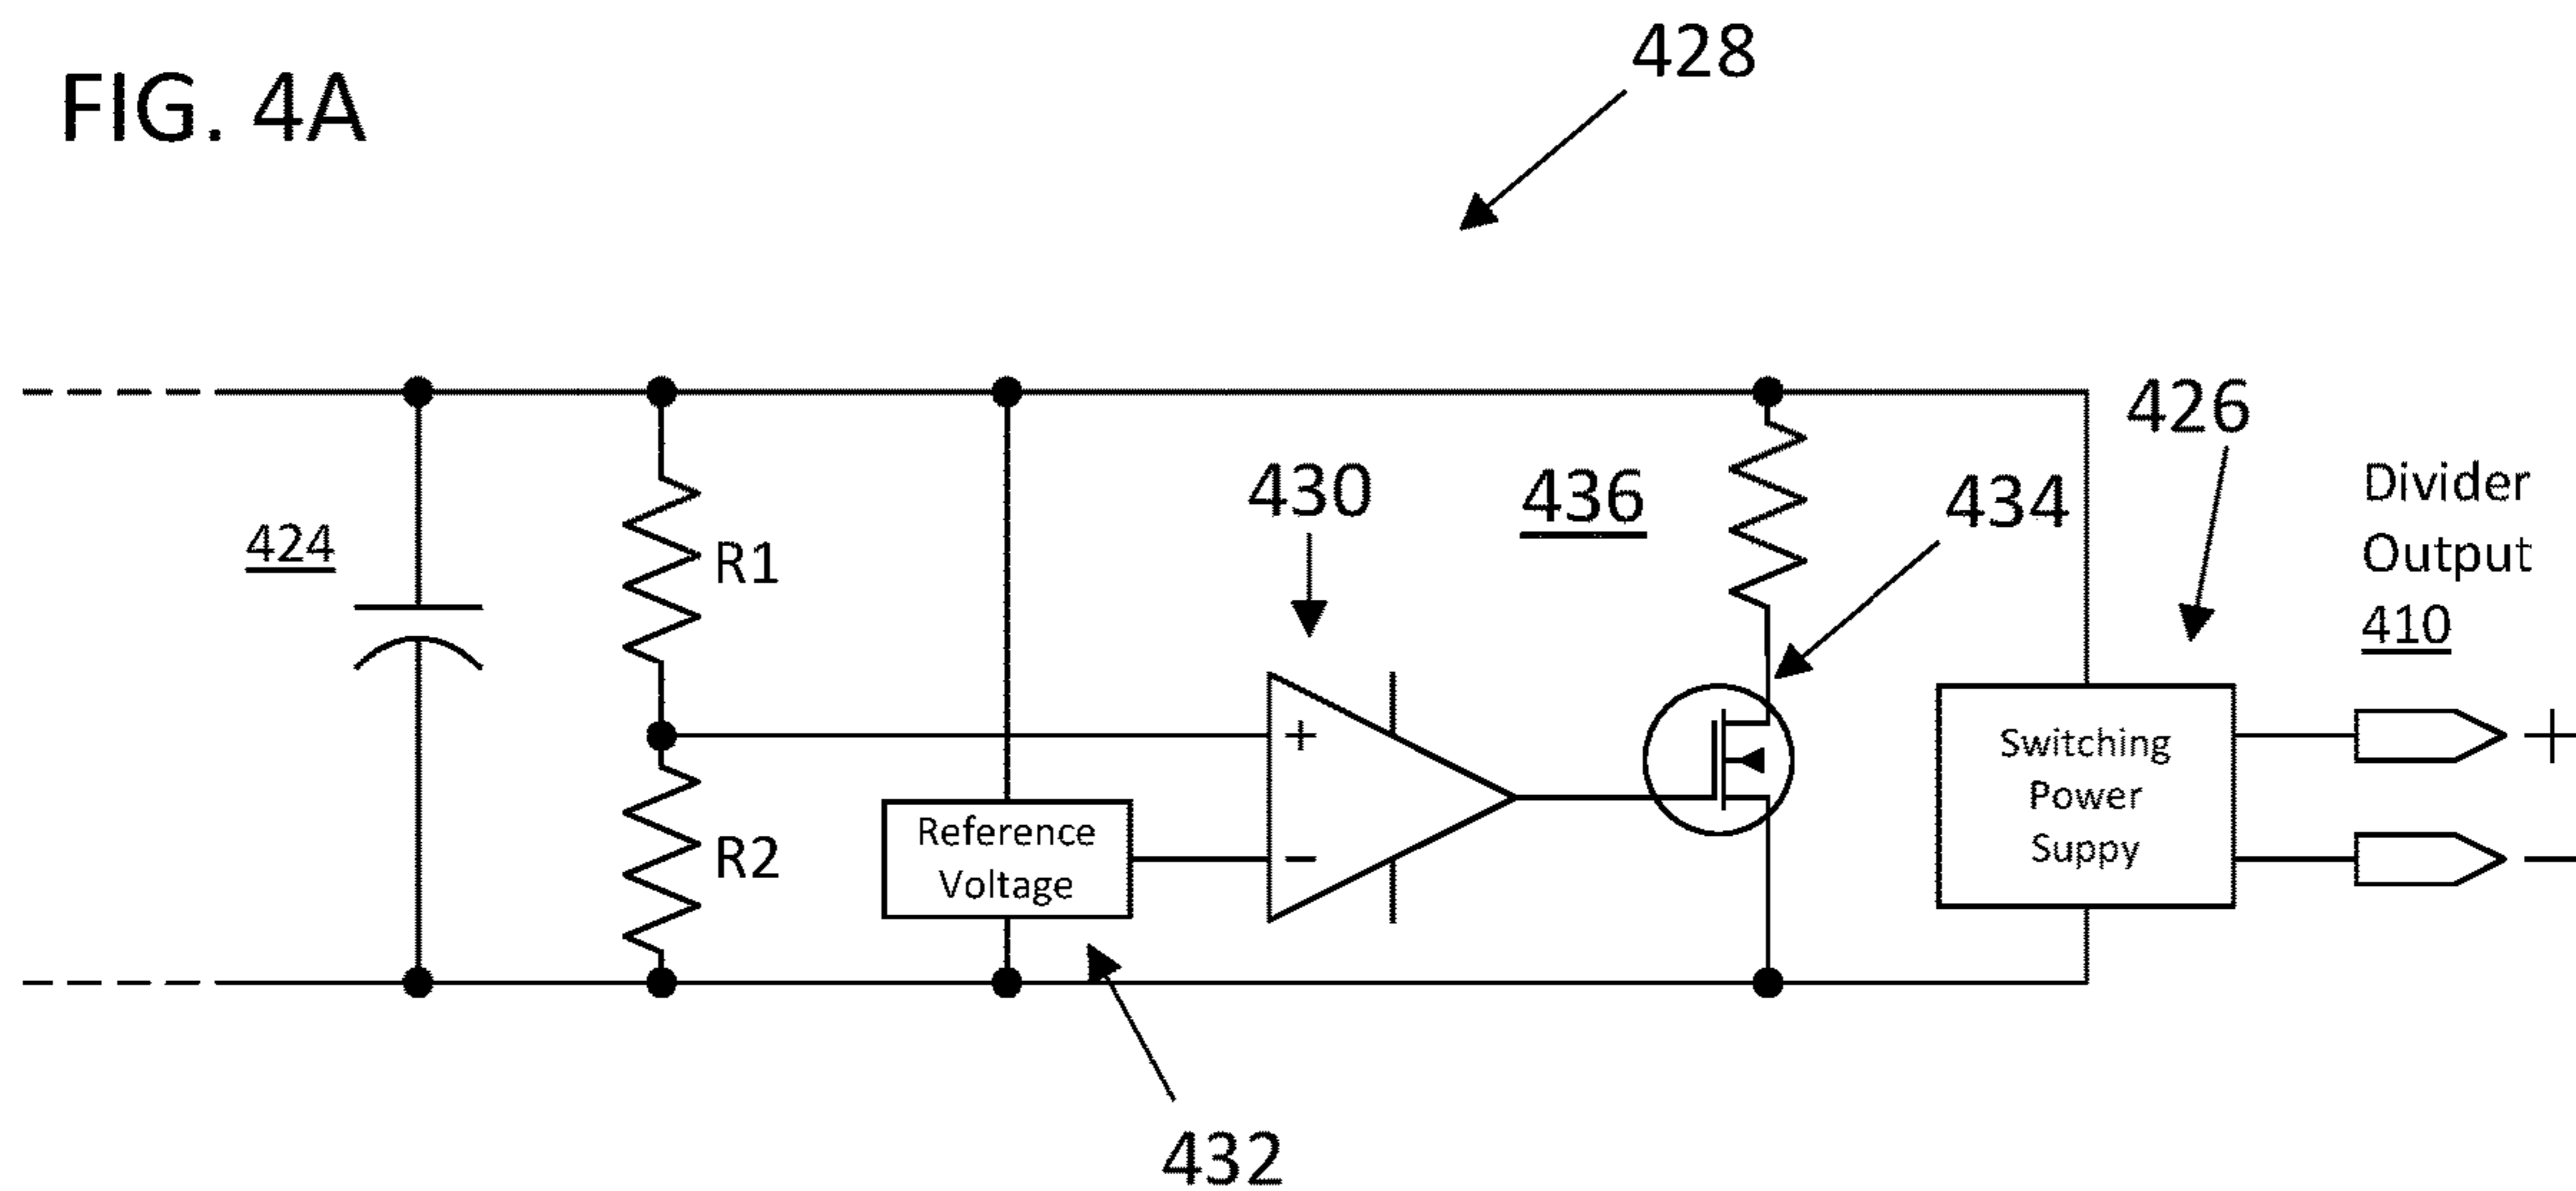 FIG. 4A
428
426
Divider
Output
410
424
R1
430
436
434
+
−
Reference
Voltage
R2
Switching
Power
Suppy
+
−
432